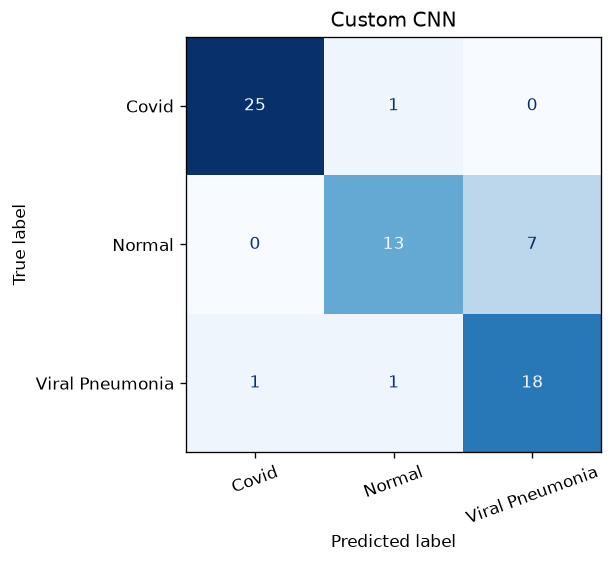 Custom CNN
True label
Covid
25 1 0
Normal
0 13 7
Viral Pneumonia
1 1 18
Covid Normal Viral Pneumonia
Predicted label